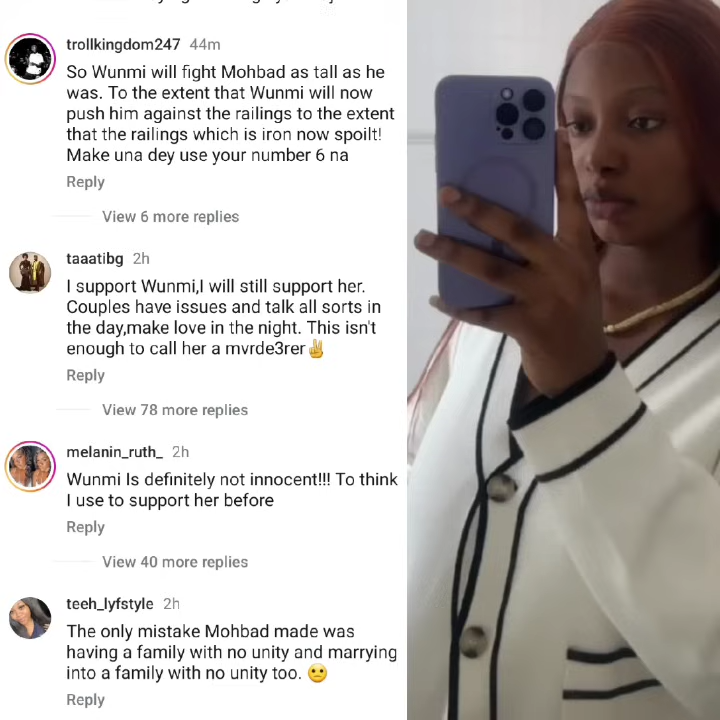 trollkingdom247 44m
So Wunmi will fight Mohbad as tall as he
was. To the extent that Wunmi will now
push him against the railings to the extent
that the railings which is iron now spoilt!
Make una dey use your number 6 na
Reply
View 6 more replies
taaatibg 2h
I support Wunmi,I will still support her.
Couples have issues and talk all sorts in
the day,make love in the night. This isn't
enough to call her a mvrde3rer✌️
Reply
View 78 more replies
melanin_ruth_ 2h
Wunmi Is definitely not innocent!!! To think
I use to support her before
Reply
View 40 more replies
teeh_lyfstyle 2h
The only mistake Mohbad made was
having a family with no unity and marrying
into a family with no unity too. 🙁
Reply